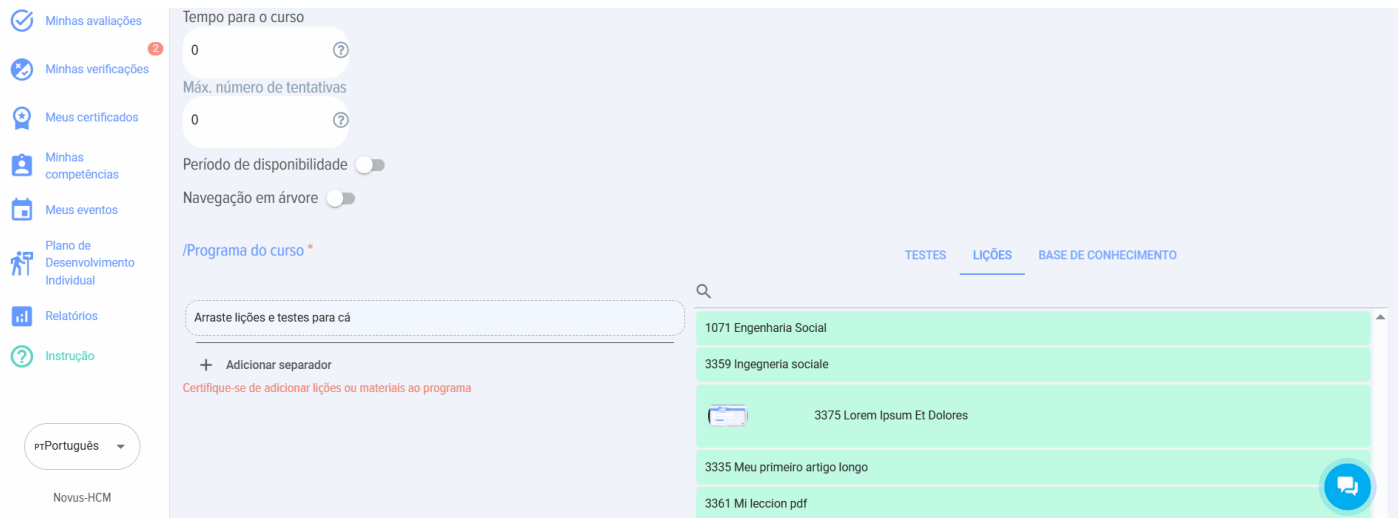 Minhas avaliações
2
Minhas verificações
Meus certificados
Minhas
competências
Meus eventos
Plano de
Desenvolvimento
Individual
Relatórios
Instrução
PTPortuguês
Novus-HCM
Tempo para o curso
0
Máx. número de tentativas
0
Período de disponibilidade
Navegação em árvore
/Programa do curso *
Arraste lições e testes para cá
+ Adicionar separador
Certifique-se de adicionar lições ou materiais ao programa
TESTES LIÇÕES BASE DE CONHECIMENTO
1071 Engenharia Social
3359 Ingegneria sociale
3375 Lorem Ipsum Et Dolores
3335 Meu primeiro artigo longo
3361 Mi leccion pdf